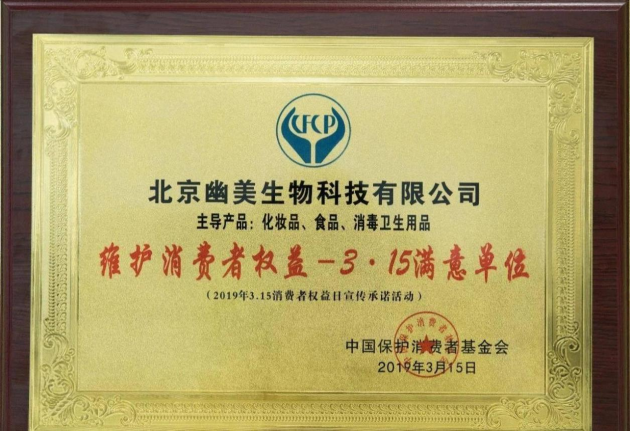 CFCP
北京幽美生物科技有限公司
主导产品：化妆品、食品、消毒卫生用品
维护消费者权益-3·15满意单位
(2019年3.15消费者权益日宣传承诺活动)
中国保护消费者基金会
2019年3月15日